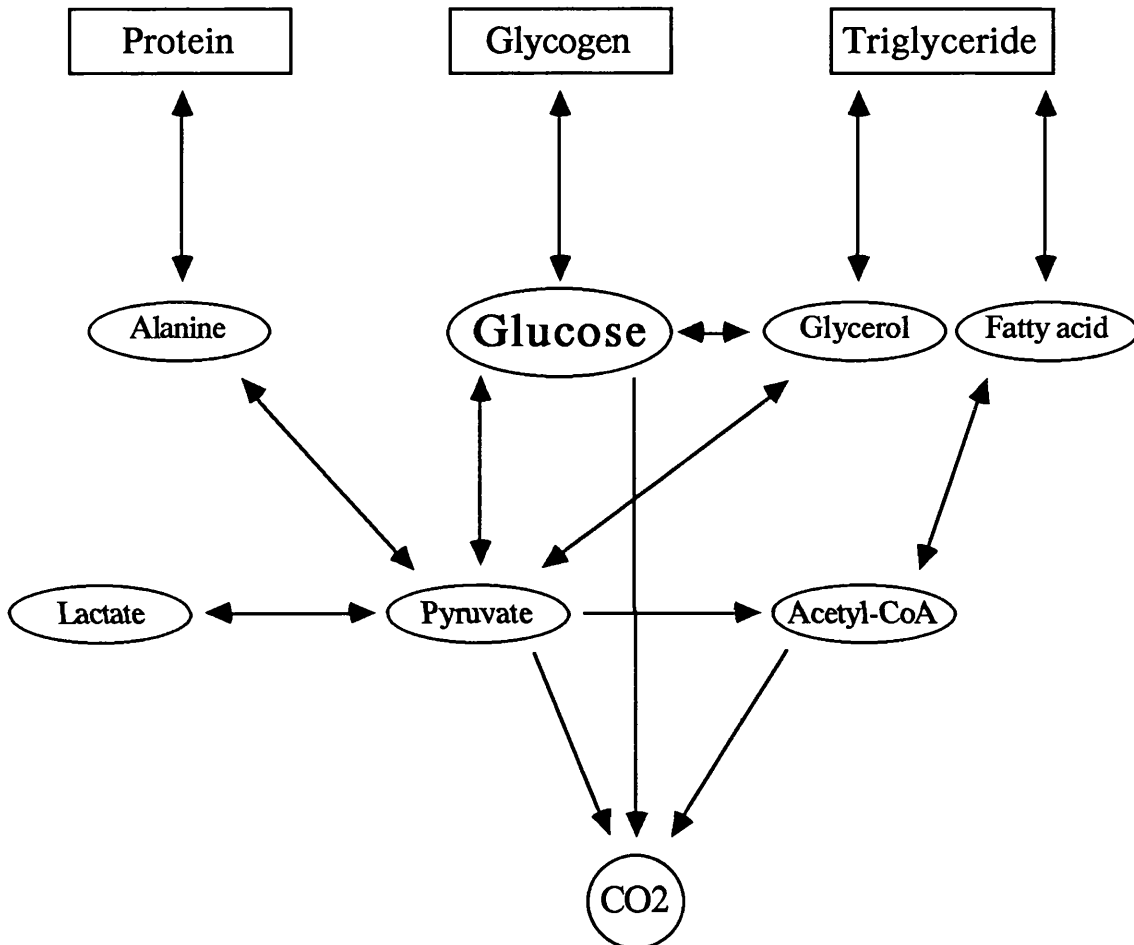 Protein
Glycogen
Triglyceride
Alanine
Glucose
Glycerol
Fatty acid
Lactate
Pyruvate
Acetyl-CoA
CO2